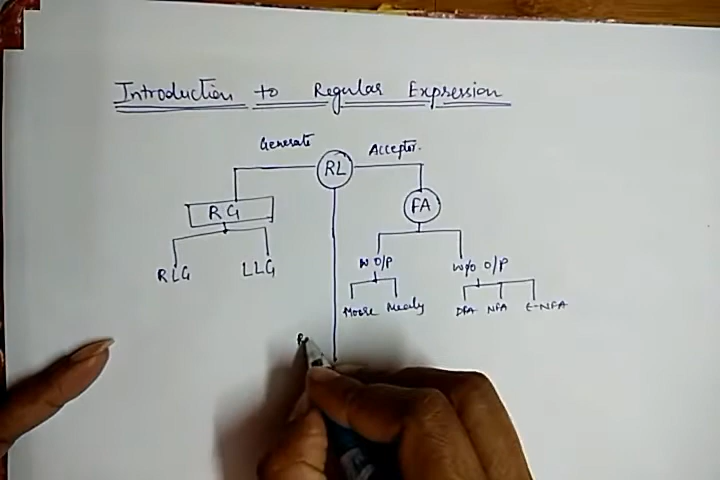 Introduction to Regular Expression
Generate Acceptor.
RL
RG FA
RLG LLG W O/P W/o O/P
Moore Mealy DFA NFA E-NFA